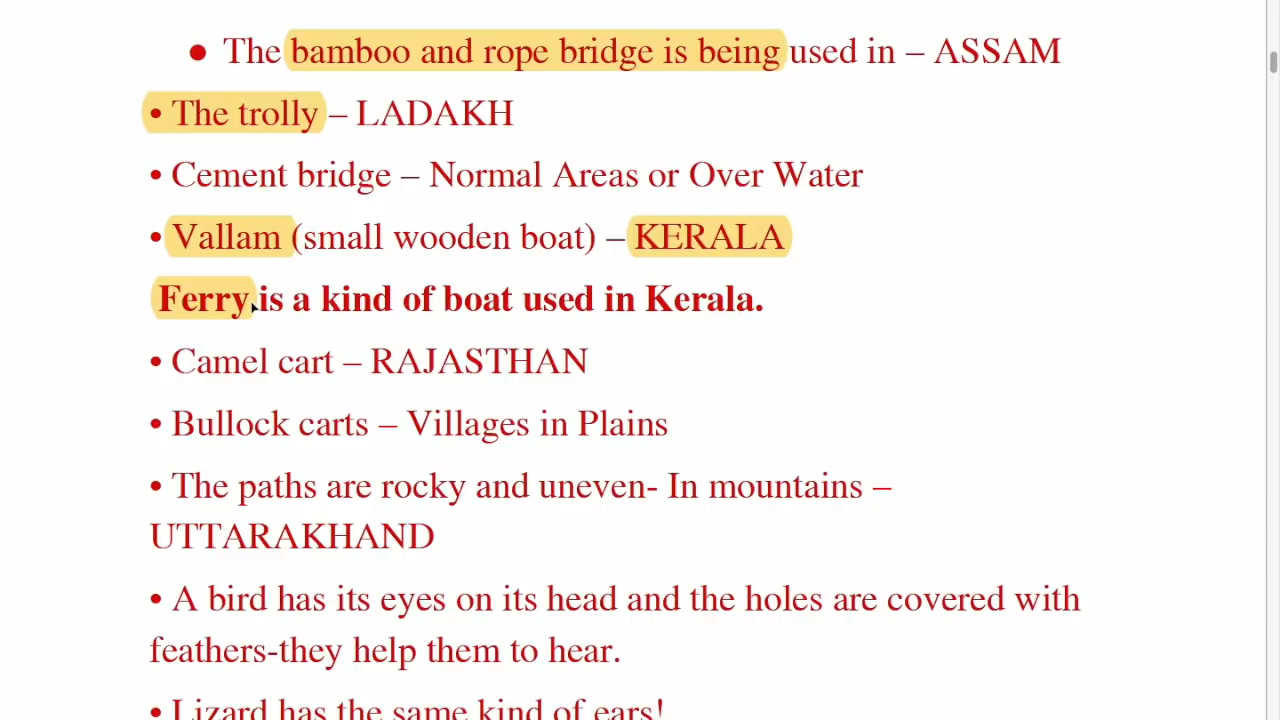 ● The bamboo and rope bridge is being used in – ASSAM
• The trolly – LADAKH
• Cement bridge – Normal Areas or Over Water
• Vallam (small wooden boat) – KERALA
Ferry is a kind of boat used in Kerala.
• Camel cart – RAJASTHAN
• Bullock carts – Villages in Plains
• The paths are rocky and uneven- In mountains –
UTTARAKHAND
• A bird has its eyes on its head and the holes are covered with
feathers-they help them to hear.
• Lizard has the same kind of ears!